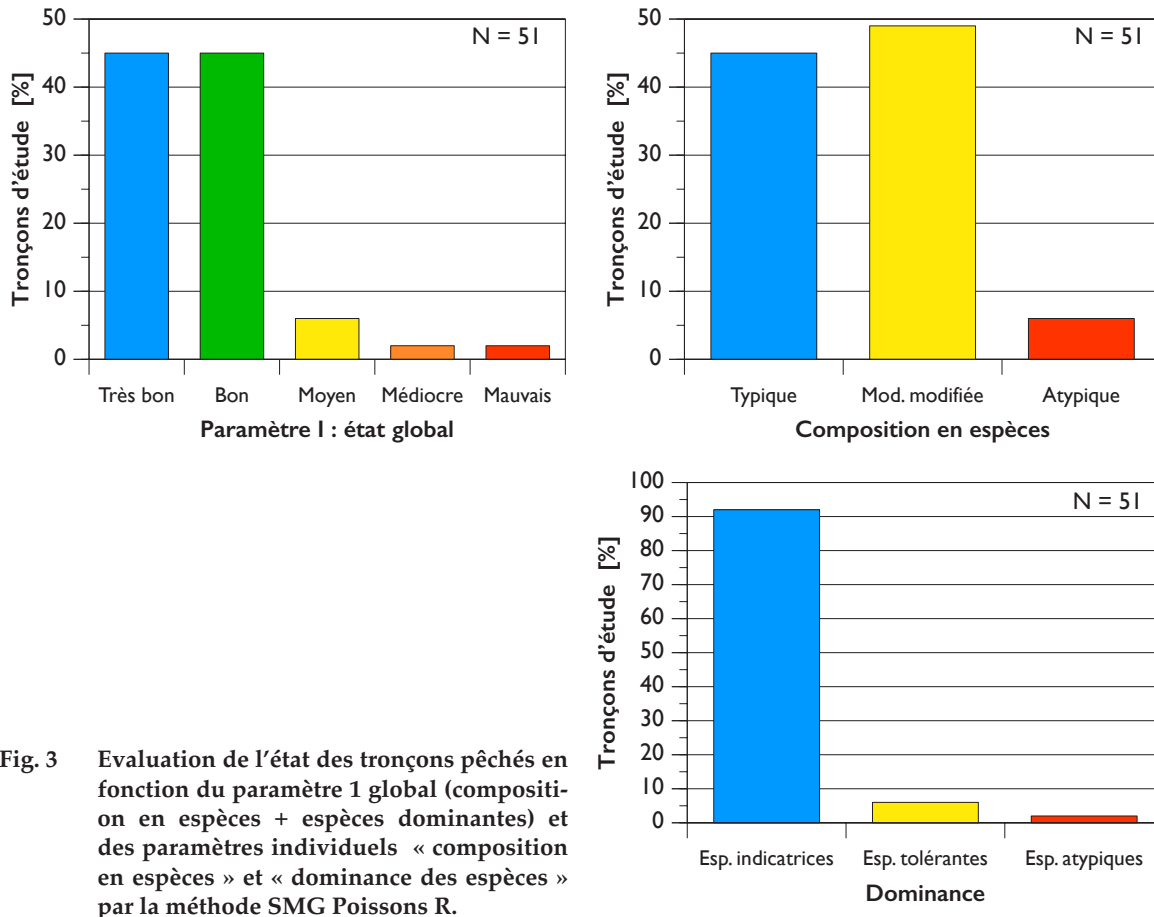 50
40
30
20
10
0
Tronçons d'étude [%]
N = 51
Très bon
Bon
Moyen
Médiocre
Mauvais
Paramètre 1 : état global
50
40
30
20
10
0
Tronçons d'étude [%]
N = 51
Typique
Mod. modifiée
Atypique
Composition en espèces
100
90
80
70
60
50
40
30
20
10
0
Tronçons d'étude [%]
N = 51
Esp. indicatrices
Esp. tolérantes
Esp. atypiques
Dominance
Fig. 3 Evaluation de l'état des tronçons pêchés en
fonction du paramètre 1 global (compositi-
on en espèces + espèces dominantes) et
des paramètres individuels « composition
en espèces » et « dominance des espèces »
par la méthode SMG Poissons R.